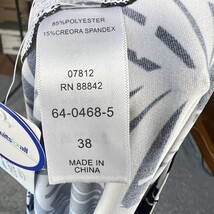 85%POLYESTER
15%CREORA SPANDEX
07812
RN 88842
64-0468-5
38
MADE IN
CHINA